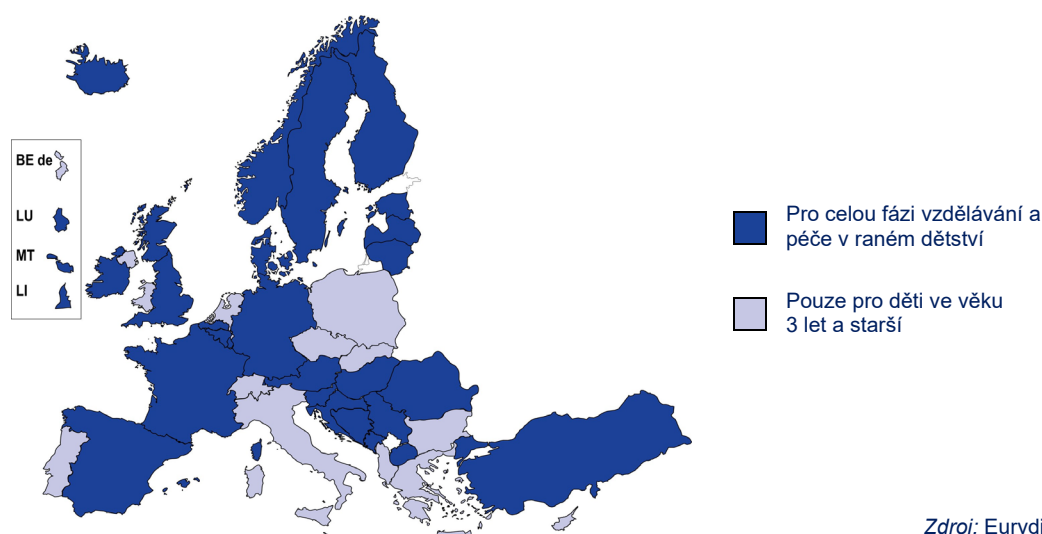 BE de
LU
MT
LI
Pro celou fázi vzdělávání a
péče v raném dětství
Pouze pro děti ve věku
3 let a starší
Zdroj: Eurydi